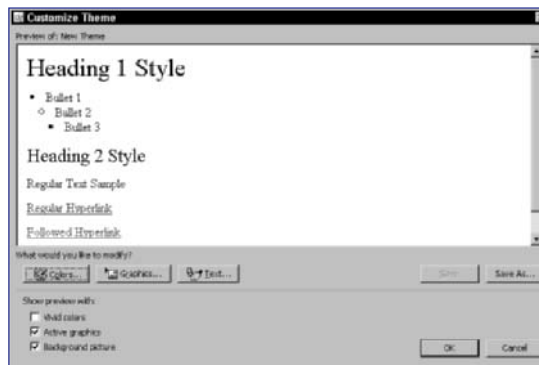 Customize Theme
Preview of: New Theme
Heading 1 Style
Bullet 1
Bullet 2
Bullet 3
Heading 2 Style
Regular Text Sample
Regular Hyperlink
Followed Hyperlink
What would you like to modify?
Colors... Graphics... Text... Save Save As...
Show preview with:
Vivid colors
Active graphics
Background picture
OK Cancel